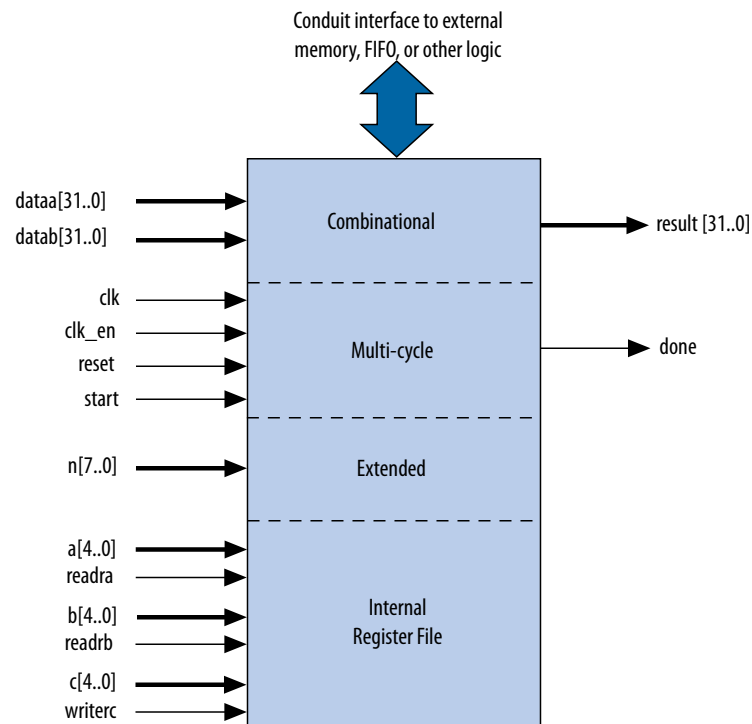 Conduit interface to external
memory, FIFO, or other logic
dataa[31..0]
datab[31..0]
Combinational
result [31..0]
clk
clk_en
reset
start
Multi-cycle
done
n[7..0]
Extended
a[4..0]
readra
b[4..0]
readrb
c[4..0]
writerc
Internal
Register File